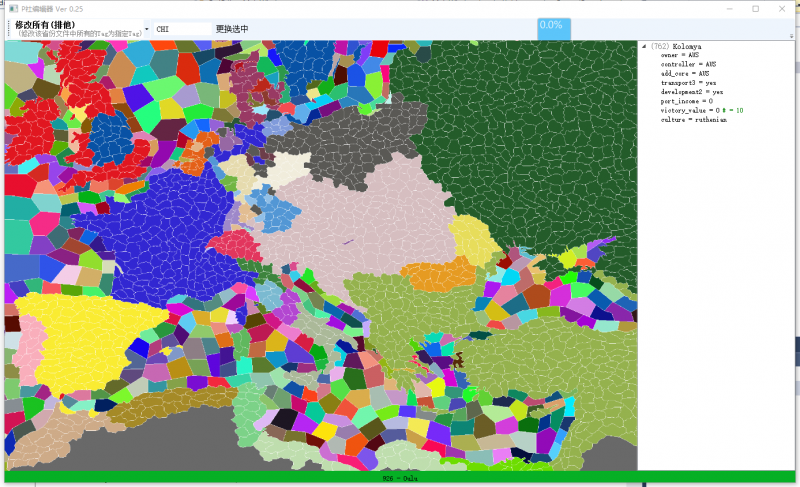 P社编辑器 Ver 0.25
修改所有(排他)
(修改该省份文件中所有的Tag为指定Tag)
CHI
更换选中
0.0%
(762) Kolomya
owner = AUS
controller = AUS
add_core = AUS
transport3 = yes
development2 = yes
port_income = 0
victory_value = 0 # = 10
culture = ruthenian
926 - Oulu